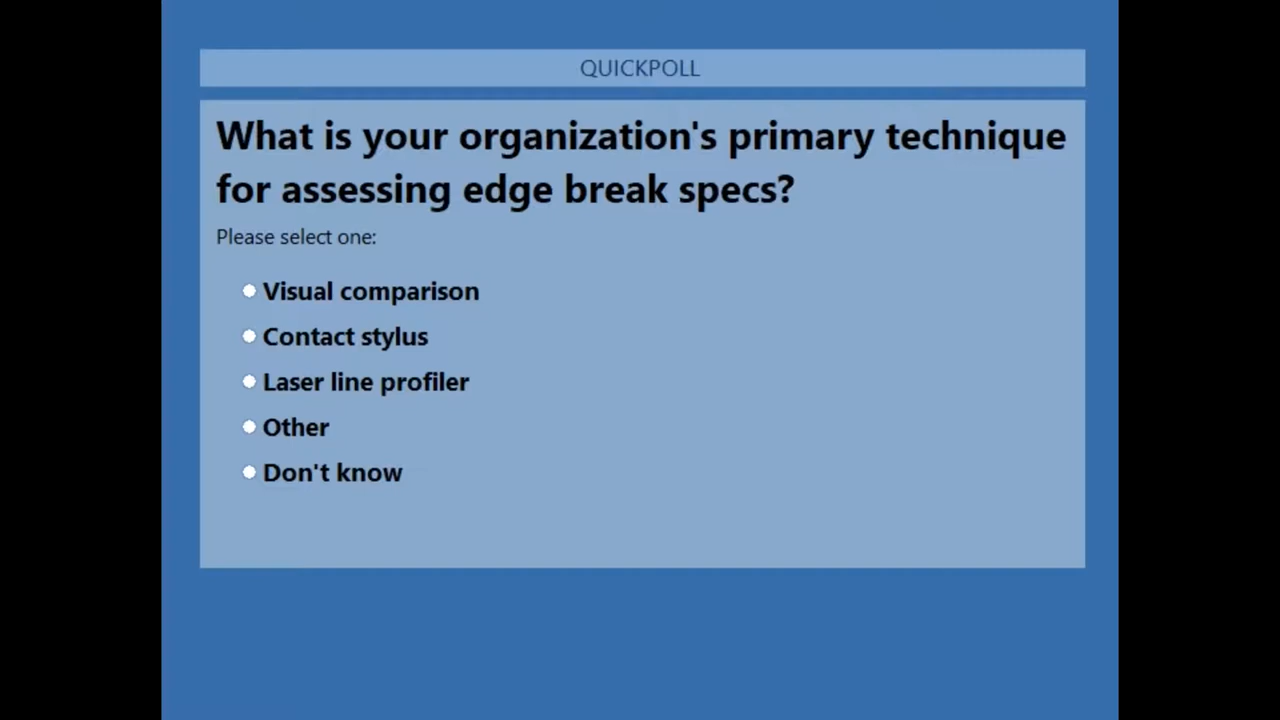 QUICKPOLL
What is your organization's primary technique
for assessing edge break specs?
Please select one:
Visual comparison
Contact stylus
Laser line profiler
Other
Don't know